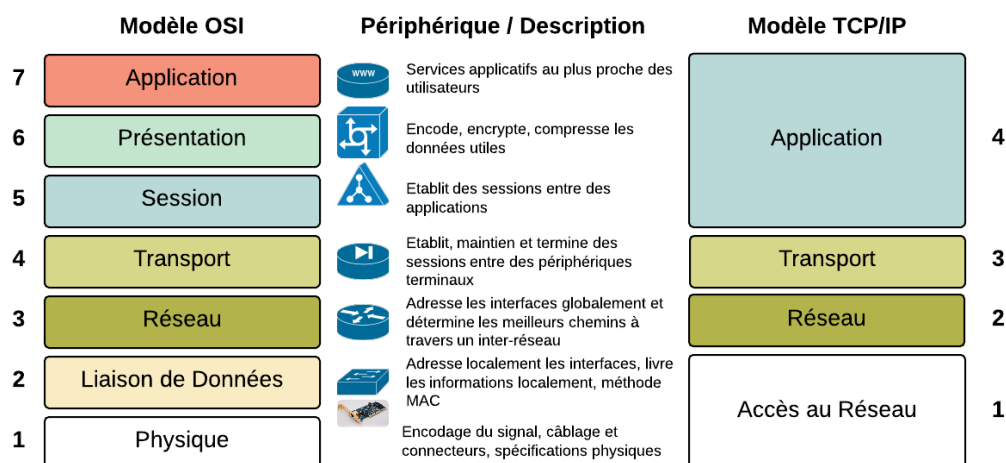 Modèle OSI
Périphérique / Description
Modèle TCP/IP
7
Application
www
Services applicatifs au plus proche des
utilisateurs
6
Présentation
Encode, encrypte, compresse les
données utiles
Application
4
5
Session
Etablit des sessions entre des
applications
4
Transport
Etablit, maintien et termine des
sessions entre des périphériques
terminaux
Transport
3
3
Réseau
Adresse les interfaces globalement et
détermine les meilleurs chemins à
travers un inter-réseau
Réseau
2
2
Liaison de Données
Adresse localement les interfaces, livre
les informations localement, méthode
MAC
Accès au Réseau
1
1
Physique
Encodage du signal, câblage et
connecteurs, spécifications physiques